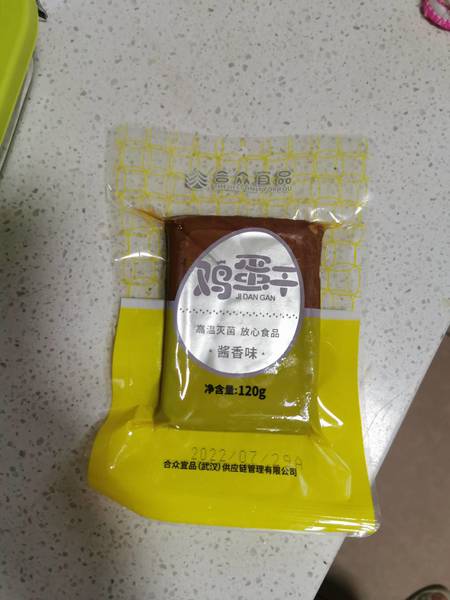 合众宜品
鸡蛋干
JI DAN GAN
高温灭菌 放心食品
·酱香味·
净含量:120g
2022/07/29A
合众宜品(武汉)供应链管理有限公司